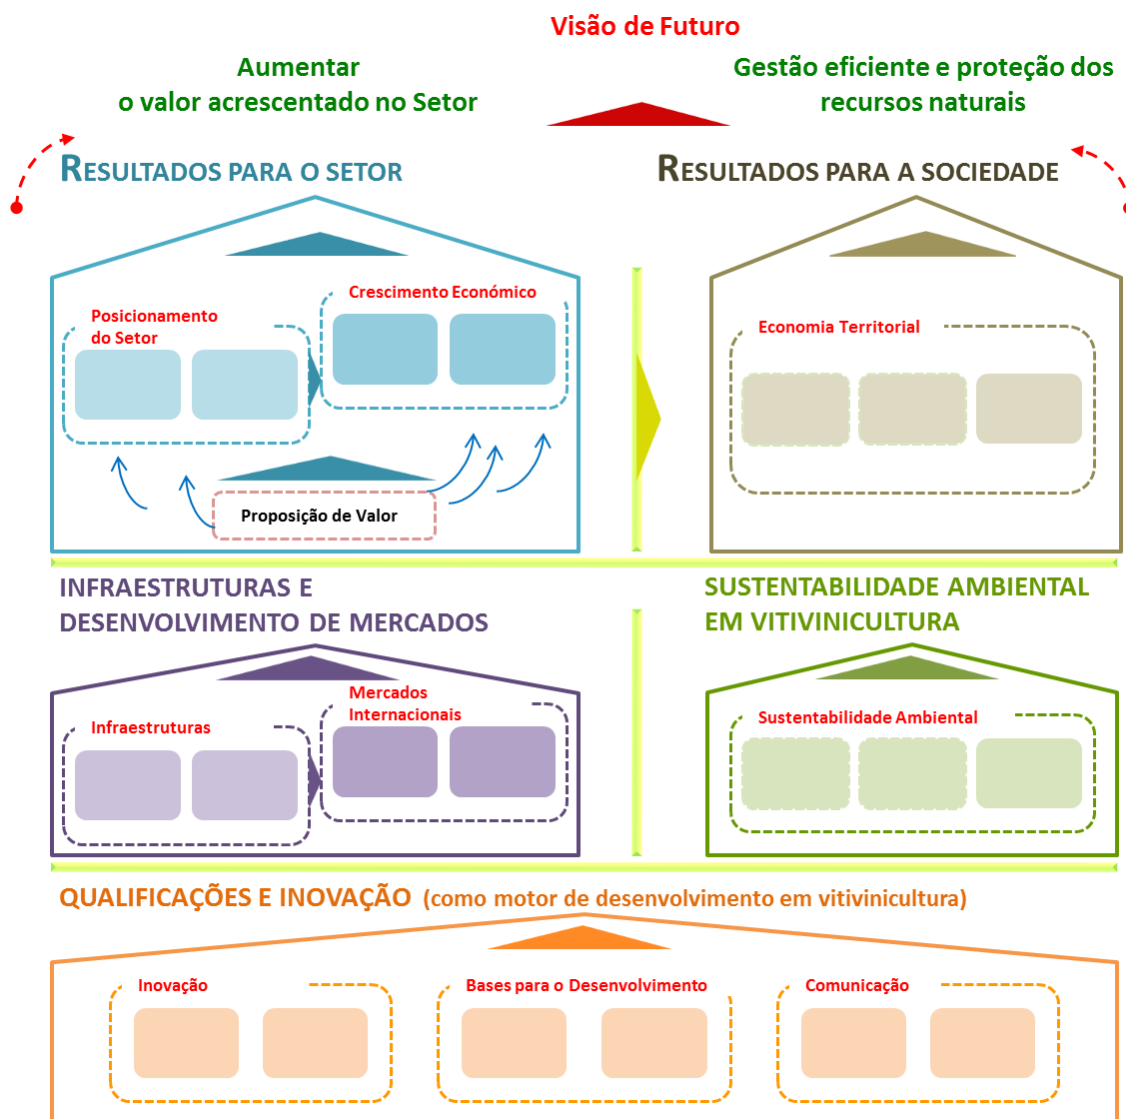 Visão de Futuro
Aumentar
o valor acrescentado no Setor
Gestão eficiente e proteção dos
recursos naturais
RESULTADOS PARA O SETOR
RESULTADOS PARA A SOCIEDADE
Posicionamento
do Setor
Crescimento Económico
Economia Territorial
Proposição de Valor
INFRAESTRUTURAS E
DESENVOLVIMENTO DE MERCADOS
SUSTENTABILIDADE AMBIENTAL
EM VITIVINICULTURA
Infraestruturas
Mercados
Internacionais
Sustentabilidade Ambiental
QUALIFICAÇÕES E INOVAÇÃO (como motor de desenvolvimento em vitivinicultura)
Inovação
Bases para o Desenvolvimento
Comunicação